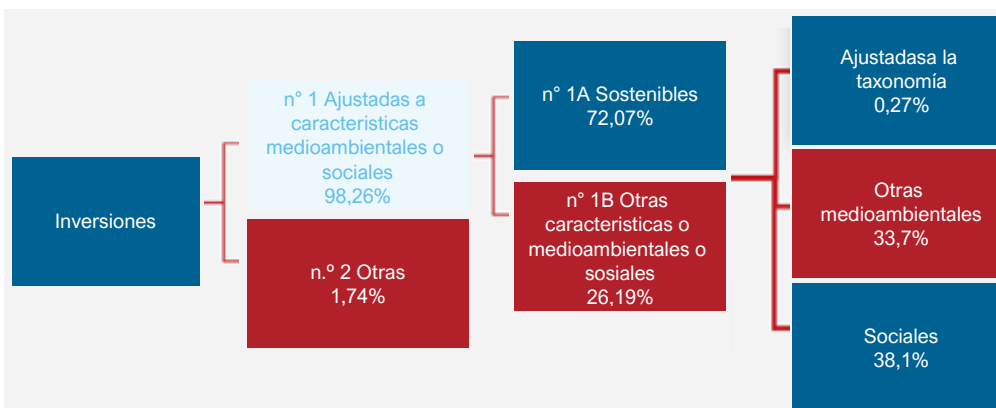 Inversiones
n° 1 Ajustadas a
caracteristicas
medioambientales o
sociales
98,26%
n.º 2 Otras
1,74%
n° 1A Sostenibles
72,07%
n° 1B Otras
caracteristicas o
medioambientales o
sosiales
26,19%
Ajustadasa la
taxonomía
0,27%
Otras
medioambientales
33,7%
Sociales
38,1%